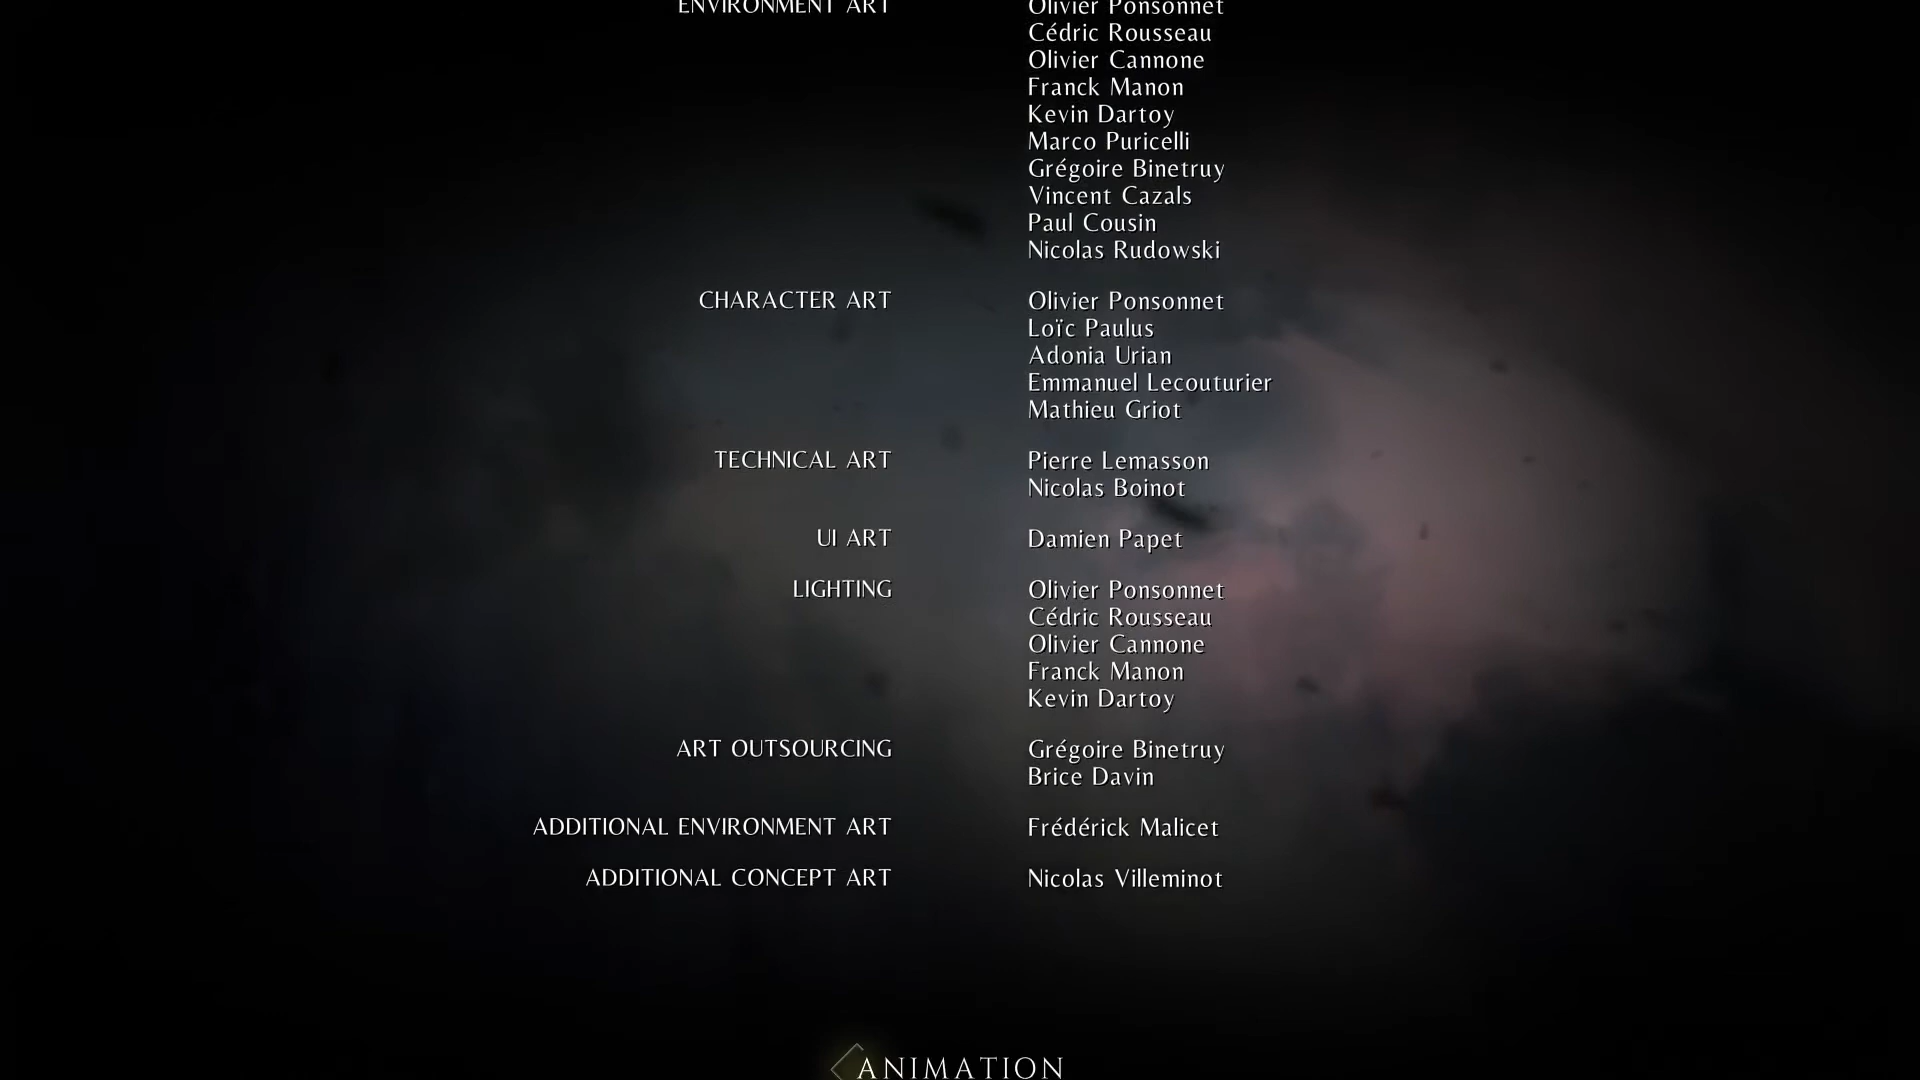 ENVIRONMENT ART Olivier Ponsonnet
Cédric Rousseau
Olivier Cannone
Franck Manon
Kevin Dartoy
Marco Puricelli
Grégoire Binetruy
Vincent Cazals
Paul Cousin
Nicolas Rudowski
CHARACTER ART Olivier Ponsonnet
Loïc Paulus
Adonia Urian
Emmanuel Lecouturier
Mathieu Griot
TECHNICAL ART Pierre Lemasson
Nicolas Boinot
UI ART Damien Papet
LIGHTING Olivier Ponsonnet
Cédric Rousseau
Olivier Cannone
Franck Manon
Kevin Dartoy
ART OUTSOURCING Grégoire Binetruy
Brice Davin
ADDITIONAL ENVIRONMENT ART Frédérick Malicet
ADDITIONAL CONCEPT ART Nicolas Villeminot
ANIMATION